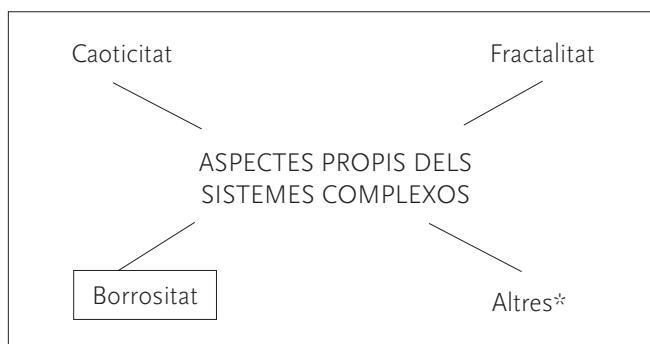 Caoticitat
Fractalitat
ASPECTES PROPIS DELS
SISTEMES COMPLEXOS
Borrositat
Altres*